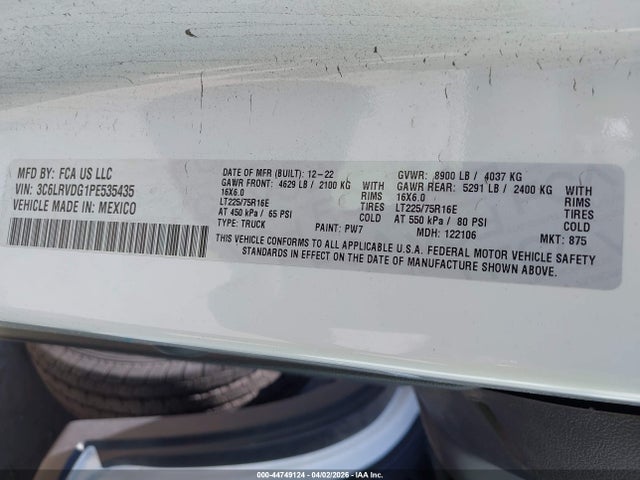 MFD BY: FCA US LLC
VIN: 3C6LRVDG1PE535435
VEHICLE MADE IN: MEXICO
DATE OF MFR (BUILT): 12-22
GAWR FRONT: 4629 LB / 2100 KG WITH
16X6.0 RIMS
LT225/75R16E TIRES
AT 450 kPa / 65 PSI COLD
TYPE: TRUCK PAINT: PW7
GVWR: 8900 LB / 4037 KG
GAWR REAR: 5291 LB / 2400 KG WITH
16X6.0 RIMS
LT225/75R16E TIRES
AT 550 kPa / 80 PSI COLD
MDH: 122106 MKT: 875
THIS VEHICLE CONFORMS TO ALL APPLICABLE U.S.A. FEDERAL MOTOR VEHICLE SAFETY
STANDARDS IN EFFECT ON THE DATE OF MANUFACTURE SHOWN ABOVE.
000-44749124 - 04/02/2026 - IAA